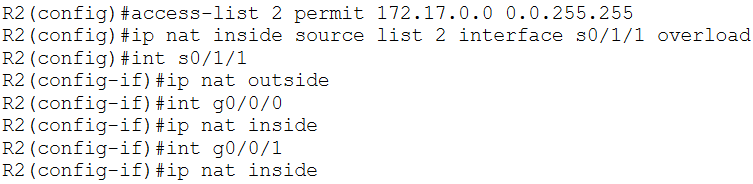 R2(config)#access-list 2 permit 172.17.0.0 0.0.255.255
R2(config)#ip nat inside source list 2 interface s0/1/1 overload
R2(config)#int s0/1/1
R2(config-if)#ip nat outside
R2(config-if)#int g0/0/0
R2(config-if)#ip nat inside
R2(config-if)#int g0/0/1
R2(config-if)#ip nat inside